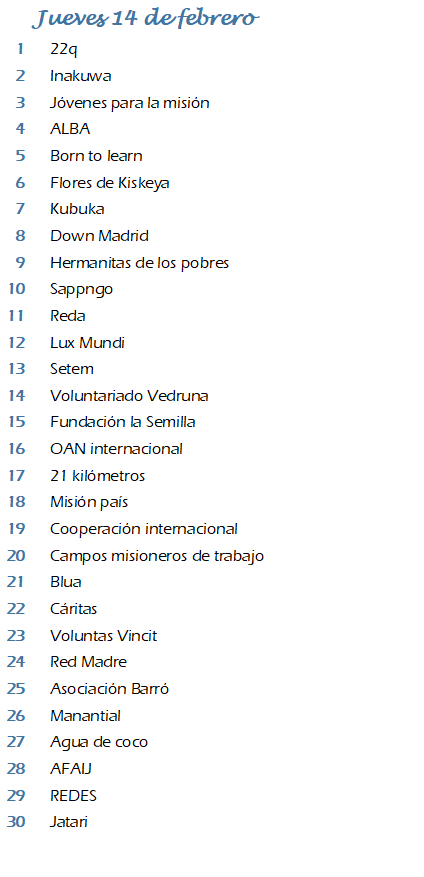 Jueves 14 de febrero
1 22q
2 Inakuwa
3 Jóvenes para la misión
4 ALBA
5 Born to learn
6 Flores de Kiskeya
7 Kubuka
8 Down Madrid
9 Hermanitas de los pobres
10 Sappngo
11 Reda
12 Lux Mundi
13 Setem
14 Voluntariado Vedruna
15 Fundación la Semilla
16 OAN internacional
17 21 kilómetros
18 Misión país
19 Cooperación internacional
20 Campos misioneros de trabajo
21 Blua
22 Cáritas
23 Voluntas Vincit
24 Red Madre
25 Asociación Barró
26 Manantial
27 Agua de coco
28 AFAIJ
29 REDES
30 Jatari